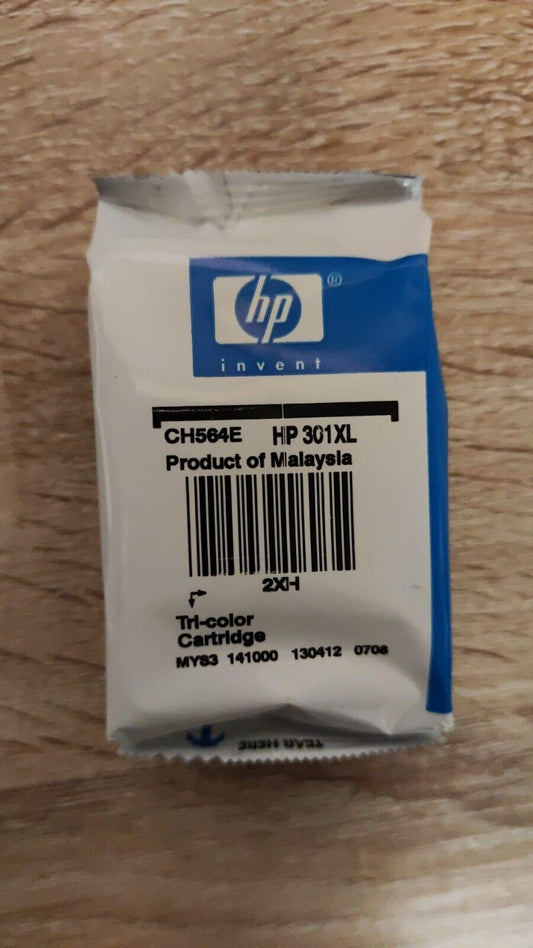 hp ®
invent
CH564E HP 301XL
Product of Malaysia
2XH
Tri-color
Cartridge
MYS3 141000 130412 0708
TEAR HERE